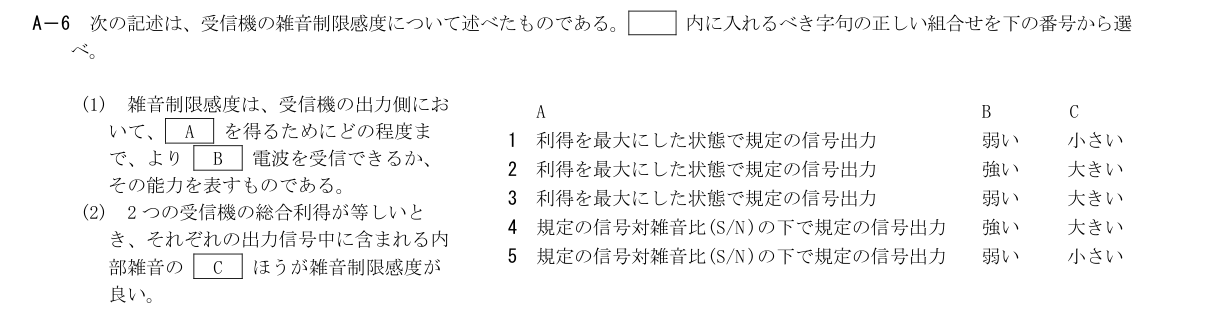 A－6 次の記述は、受信機の雑音制限感度について述べたものである。 内に入れるべき字句の正しい組合せを下の番号から選
べ。
(1) 雑音制限感度は、受信機の出力側にお
いて、 A を得るためにどの程度ま
で、より B 電波を受信できるか、
その能力を表すものである。
(2) 2つの受信機の総合利得が等しいと
き、それぞれの出力信号中に含まれる内
部雑音の C ほうが雑音制限感度が
良い。
A B C
1 利得を最大にした状態で規定の信号出力 弱い 小さい
2 利得を最大にした状態で規定の信号出力 強い 大きい
3 利得を最大にした状態で規定の信号出力 弱い 大きい
4 規定の信号対雑音比(S/N)の下で規定の信号出力 強い 大きい
5 規定の信号対雑音比(S/N)の下で規定の信号出力 弱い 小さい